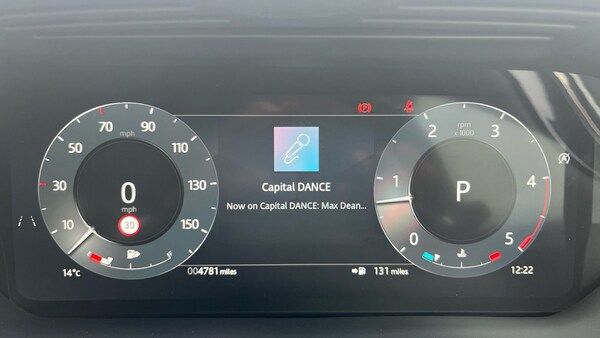 70
90
mph
50
110
30
0
mph
130
10
30
150
14°c
004781 miles
Capital DANCE
Now on Capital DANCE: Max Dean...
131 miles
2
rpm
x 1000
3
1
P
4
0
5
12:22